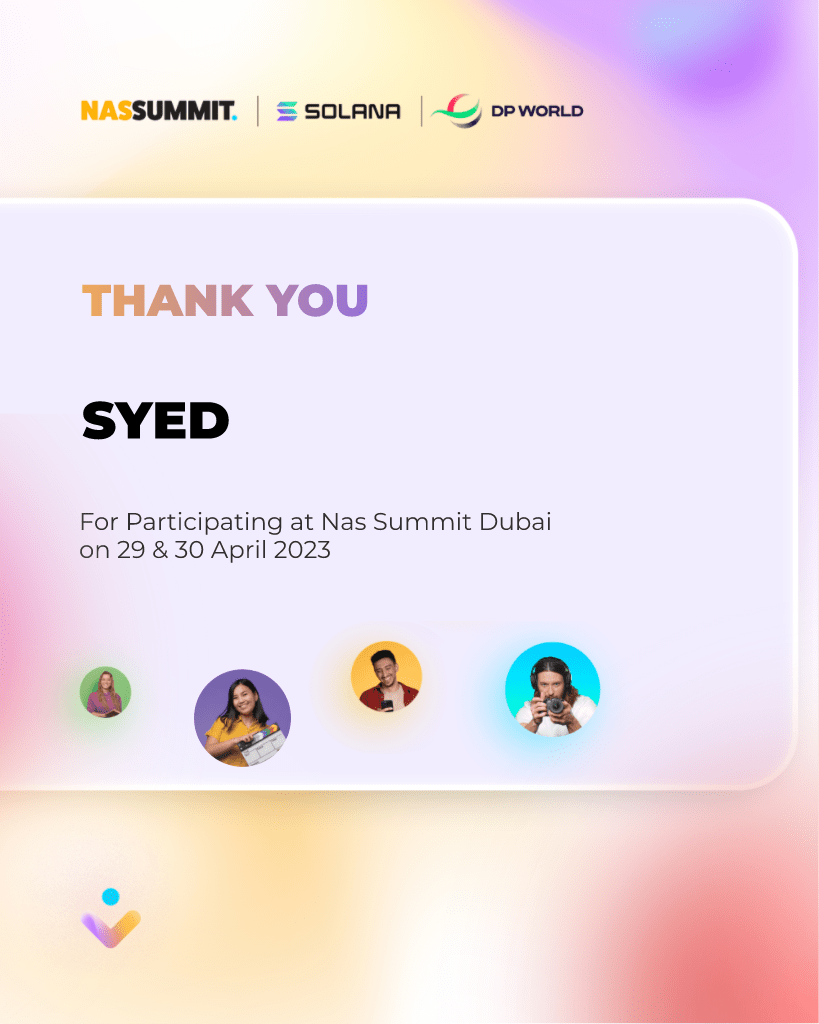 NASSUMMIT.
SOLANA
DP WORLD
THANK YOU
SYED
For Participating at Nas Summit Dubai
on 29 & 30 April 2023